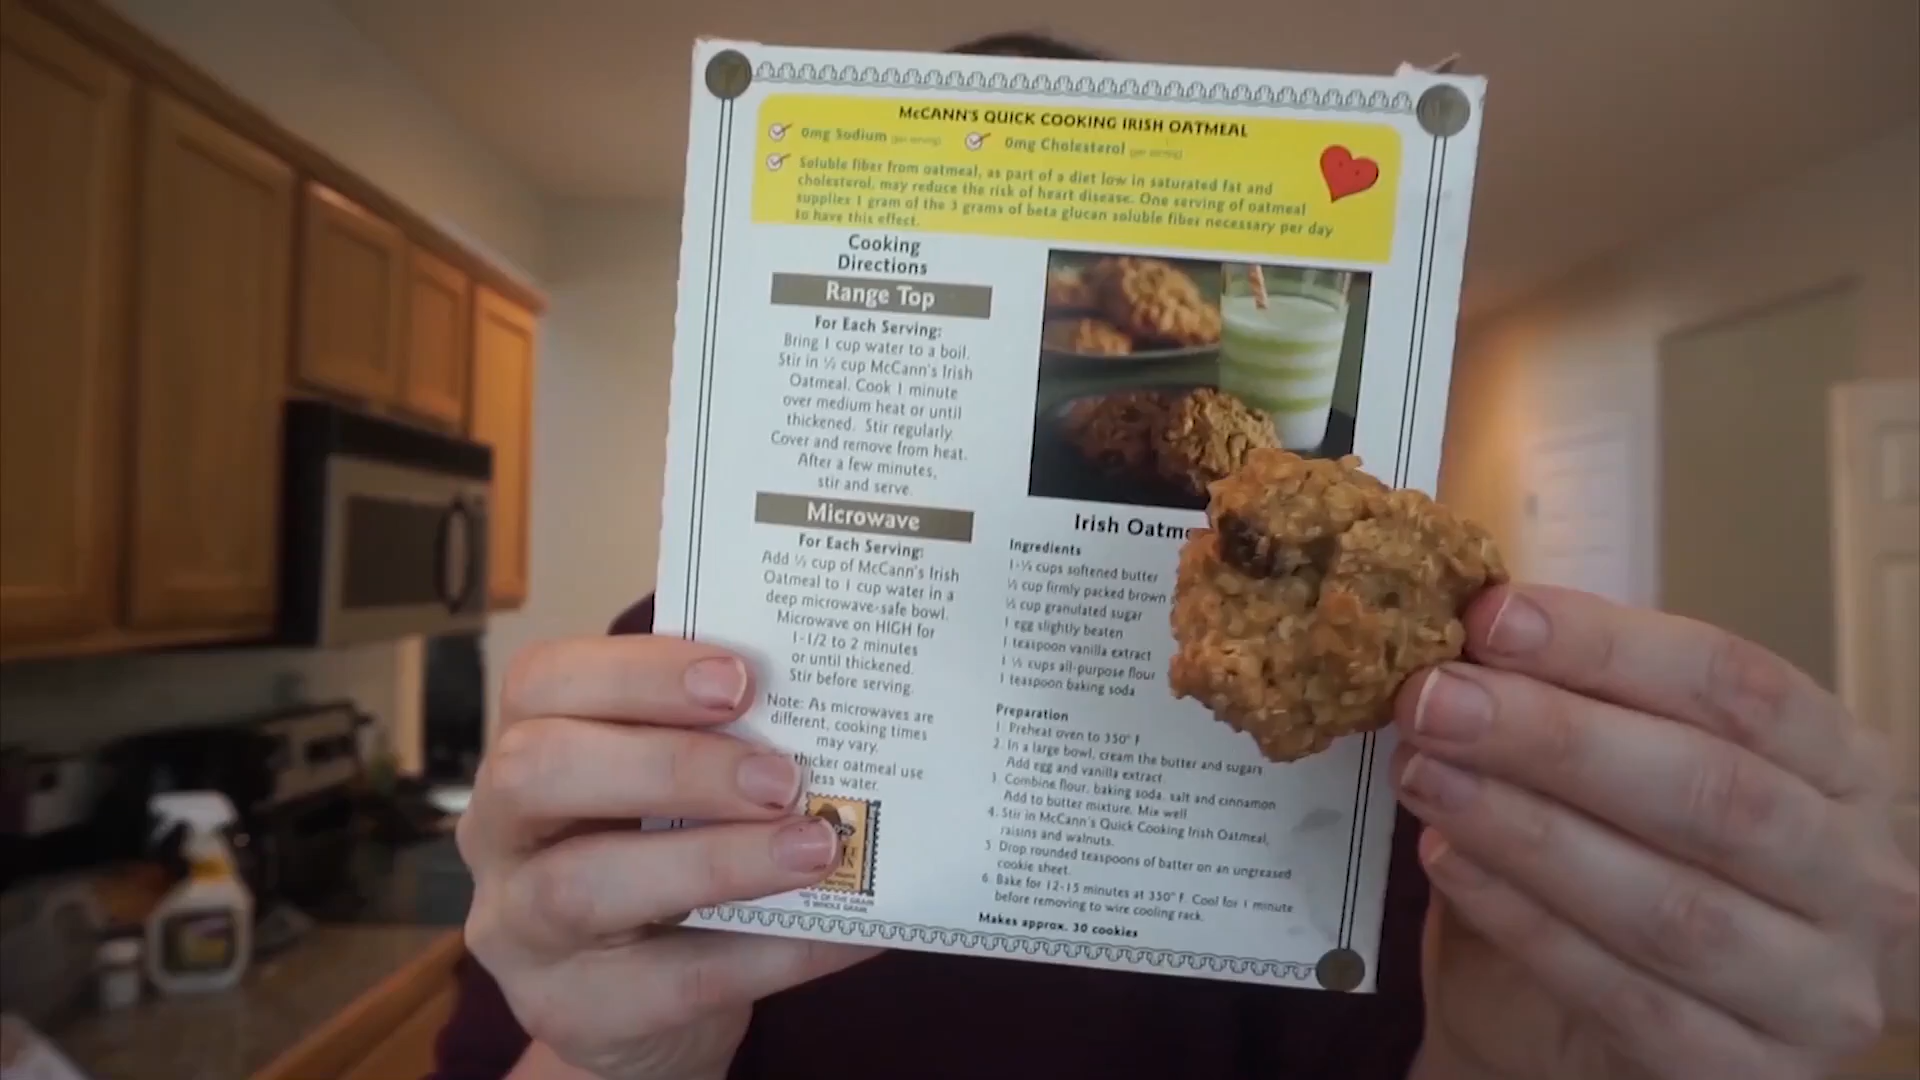 McCANN'S QUICK COOKING IRISH OATMEAL
0mg Sodium (per serving) 0mg Cholesterol (per serving)
Soluble fiber from oatmeal, as part of a diet low in saturated fat and
cholesterol, may reduce the risk of heart disease. One serving of oatmeal
supplies 1 gram of the 3 grams of beta glucan soluble fiber necessary per day
to have this effect.
Cooking
Directions
Range Top
For Each Serving:
Bring 1 cup water to a boil.
Stir in ½ cup McCann's Irish
Oatmeal. Cook 1 minute
over medium heat or until
thickened. Stir regularly.
Cover and remove from heat.
After a few minutes,
stir and serve.
Microwave
For Each Serving:
Add ½ cup of McCann's Irish
Oatmeal to 1 cup water in a
deep microwave-safe bowl.
Microwave on HIGH for
1-1/2 to 2 minutes
or until thickened.
Stir before serving.
Note: As microwaves are
different, cooking times
may vary.
thicker oatmeal use
less water.
100% OF THE GRAIN
IS WHOLE GRAIN
Irish Oatm
Ingredients
cups softened butter
½ cup firmly packed brown
½ cup granulated sugar
1 egg slightly beaten
1 teaspoon vanilla extract
cups all-purpose flour
1 teaspoon baking soda
Preparation
1. Preheat oven to 350° F
2. In a large bowl, cream the butter and sugars
Add egg and vanilla extract.
3. Combine flour, baking soda, salt and cinnamon
Add to butter mixture. Mix well
4. Stir in McCann's Quick Cooking Irish Oatmeal,
raisins and walnuts.
5. Drop rounded teaspoons of batter on an ungreased
cookie sheet.
6. Bake for 12-15 minutes at 350° F. Cool for 1 minute
before removing to wire cooling rack.
Makes approx. 30 cookies